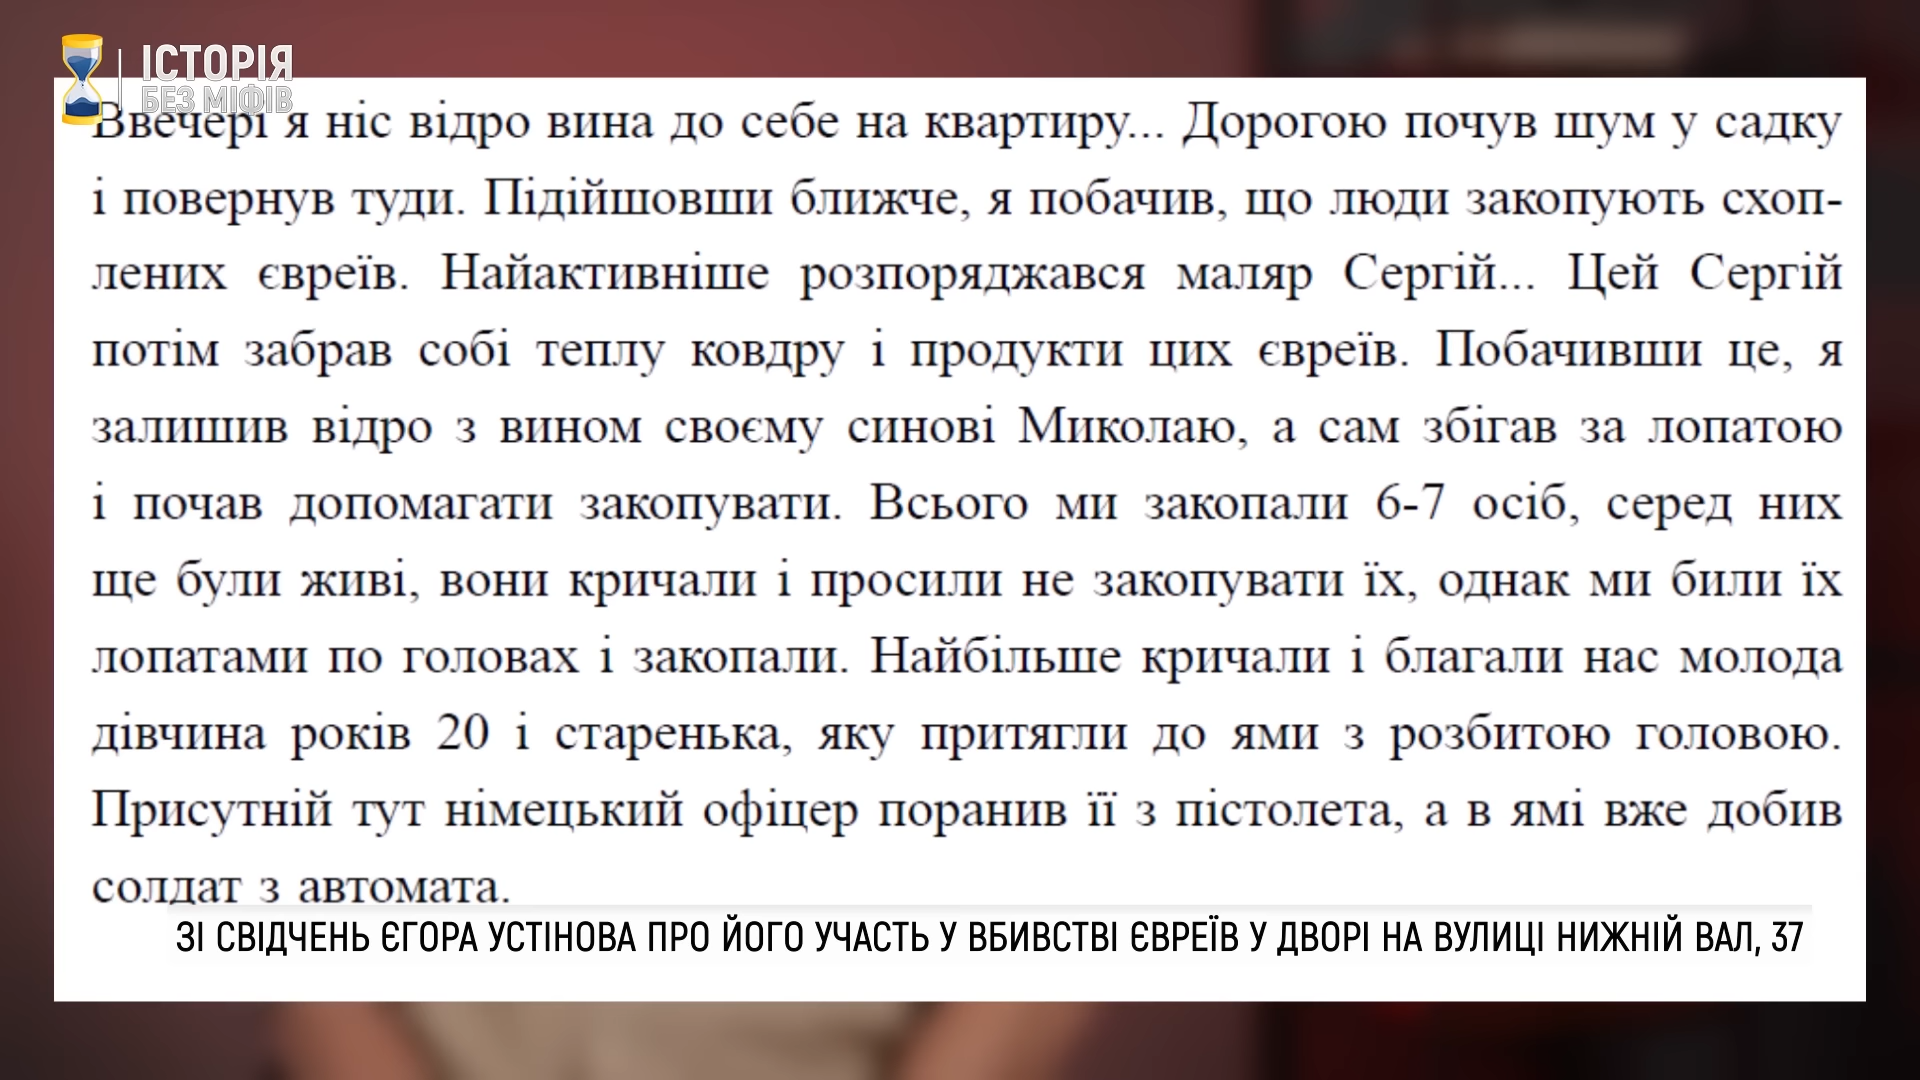 ІСТОРІЯ
БЕЗ МІФІВ
Ввечері я ніс відро вина до себе на квартиру... Дорогою почув шум у садку
і повернув туди. Підійшовши ближче, я побачив, що люди закопують схоп-
лених євреїв. Найактивніше розпоряджався маляр Сергій... Цей Сергій
потім забрав собі теплу ковдру і продукти цих євреїв. Побачивши це, я
залишив відро з вином своєму синові Миколаю, а сам збігав за лопатою
і почав допомагати закопувати. Всього ми закопали 6-7 осіб, серед них
ще були живі, вони кричали і просили не закопувати їх, однак ми били їх
лопатами по головах і закопали. Найбільше кричали і благали нас молода
дівчина років 20 і старенька, яку притягли до ями з розбитою головою.
Присутній тут німецький офіцер поранив її з пістолета, а в ямі вже добив
солдат з автомата.
ЗІ СВІДЧЕНЬ ЄГОРА УСТІНОВА ПРО ЙОГО УЧАСТЬ У ВБИВСТВІ ЄВРЕЇВ У ДВОРІ НА ВУЛИЦІ НИЖНІЙ ВАЛ, 37